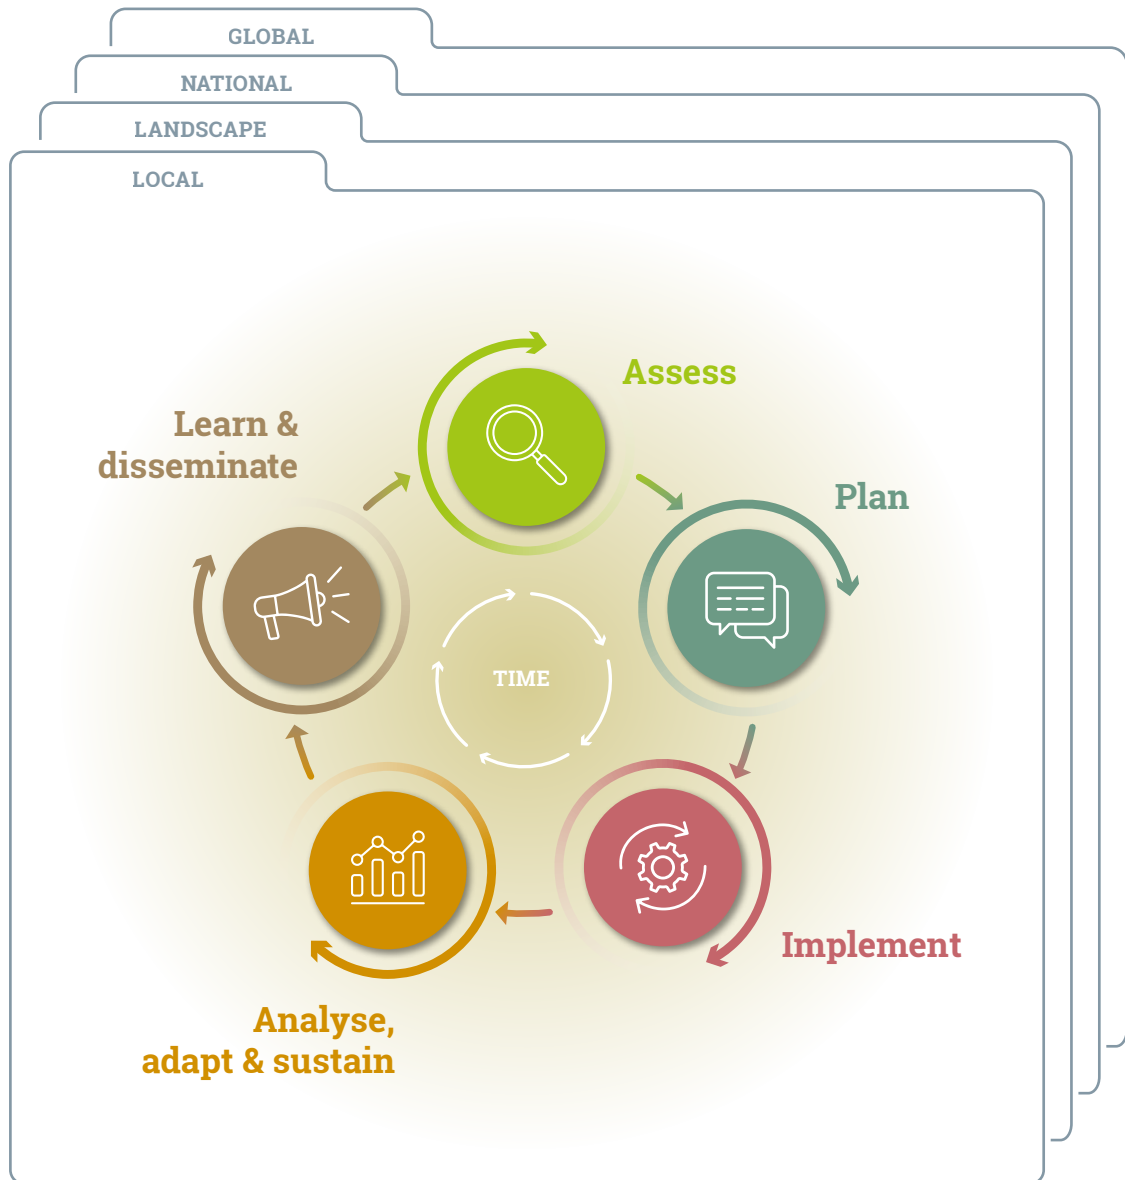 GLOBAL
NATIONAL
LANDSCAPE
LOCAL
Assess
Learn &
disseminate
Plan
TIME
Implement
Analyse,
adapt & sustain